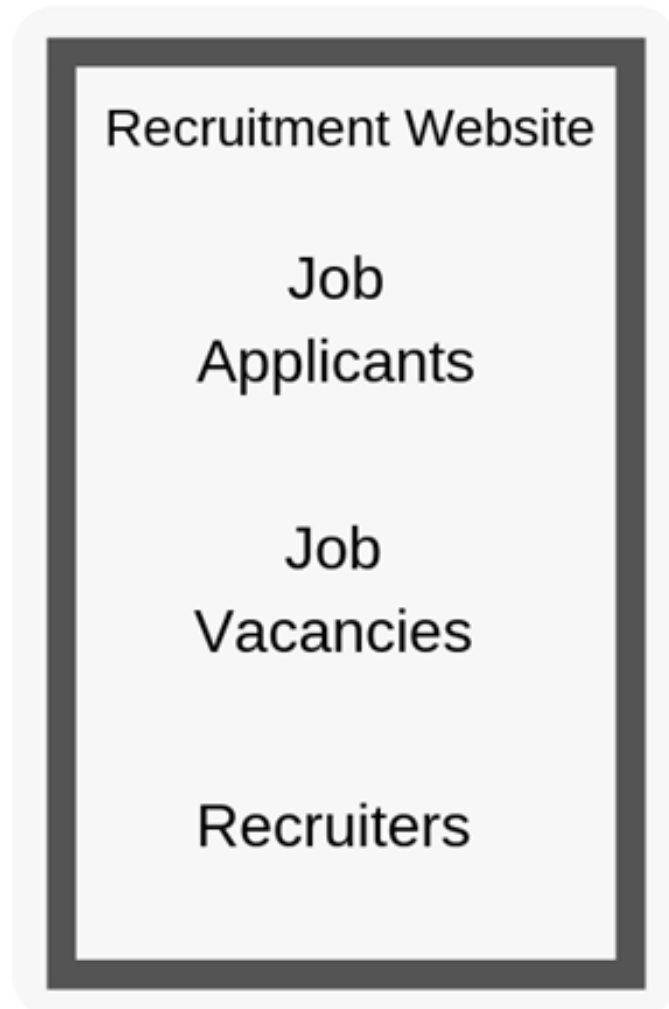 Recruitment Website
Job
Applicants
Job
Vacancies
Recruiters